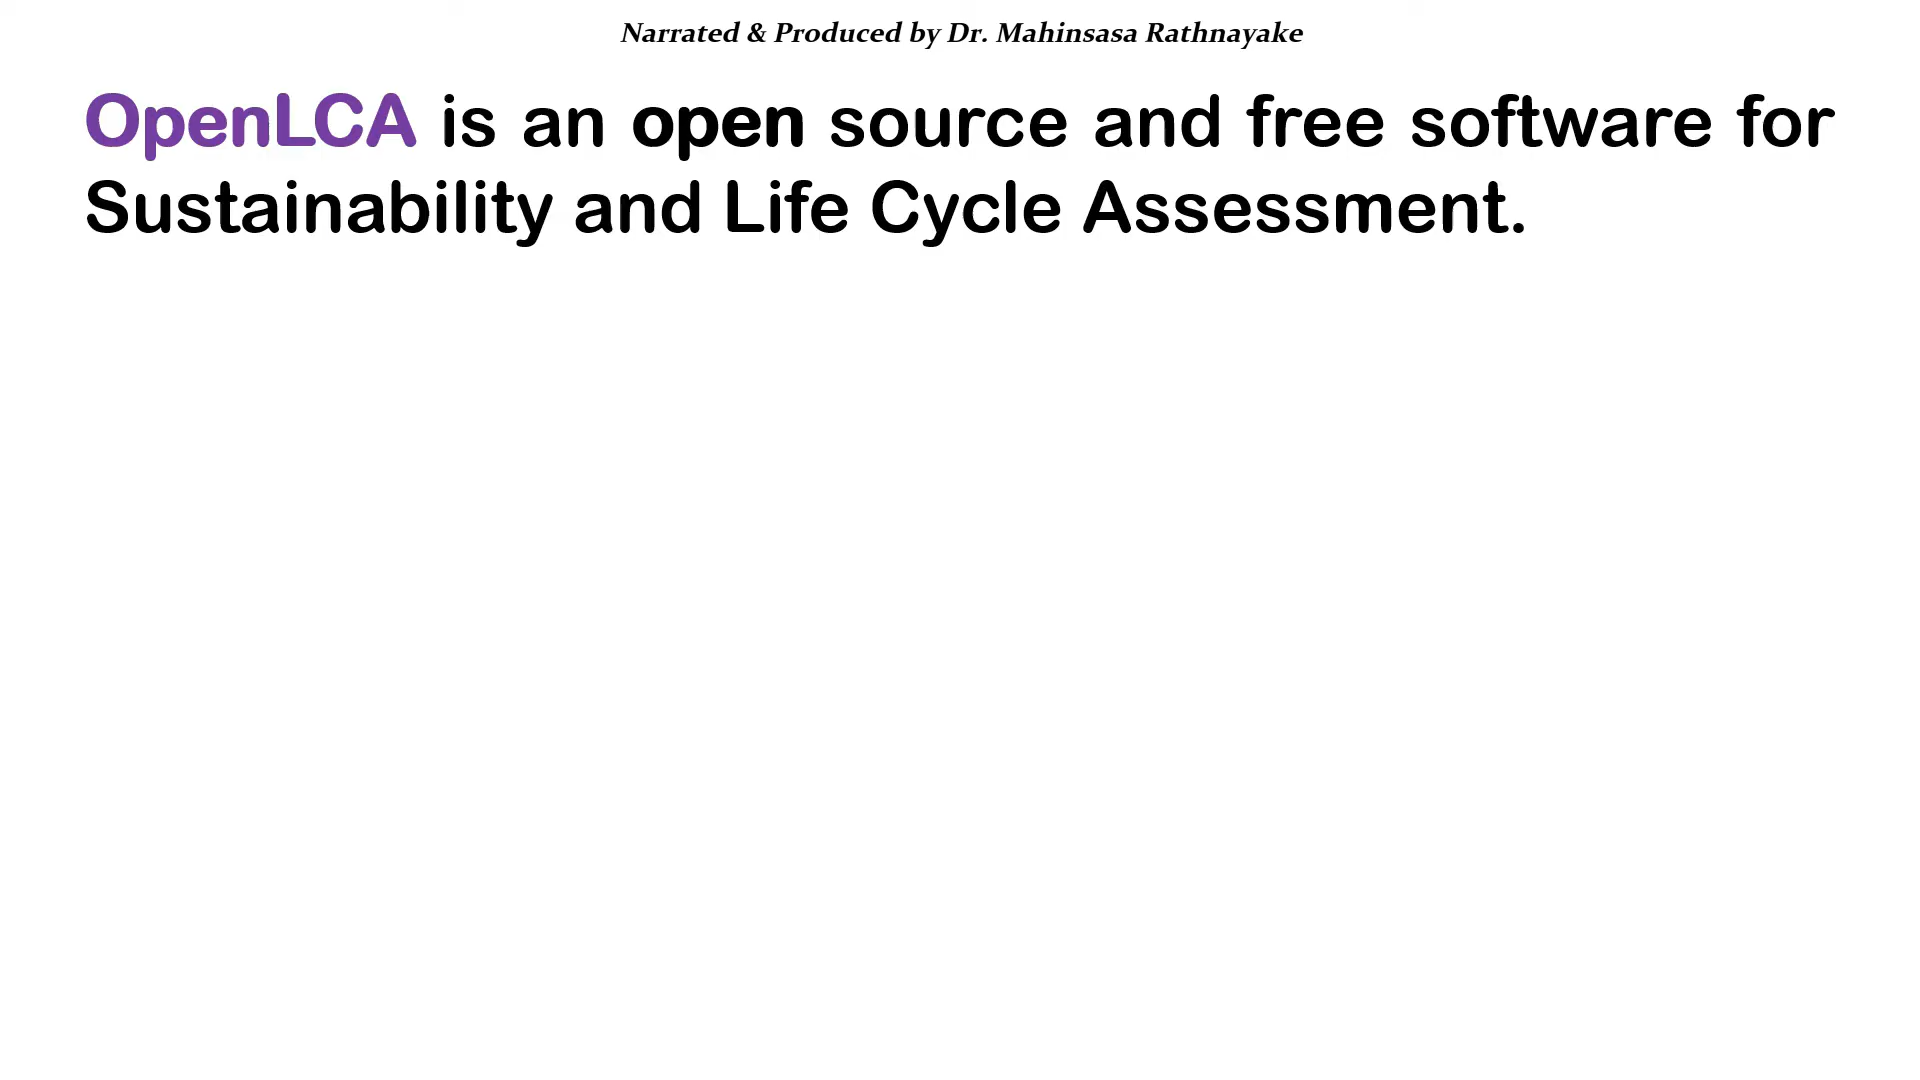 Narrated & Produced by Dr. Mahinsasa Rathnayake
OpenLCA is an open source and free software for
Sustainability and Life Cycle Assessment.